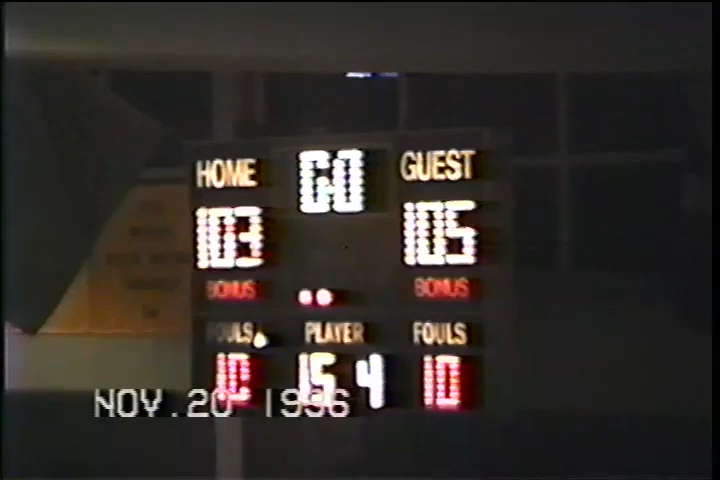 HOME GUEST
103 105
BONUS BONUS
FOULS PLAYER FOULS
10 15 4 10
NOV.20 1996